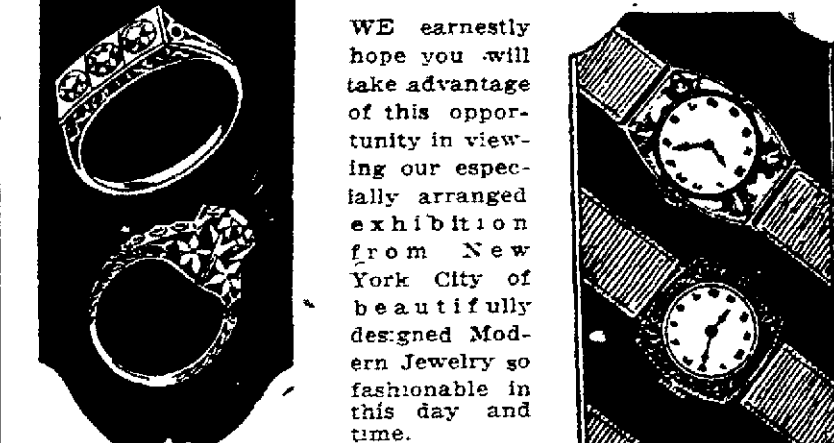 WE earnestly
hope you will
take advantage
of this oppor-
tunity in view-
ing our espec-
ially arranged
exhibition
from New
York City of
beautifully
designed Mod-
ern Jewelry so
fashionable in
this day and
time.